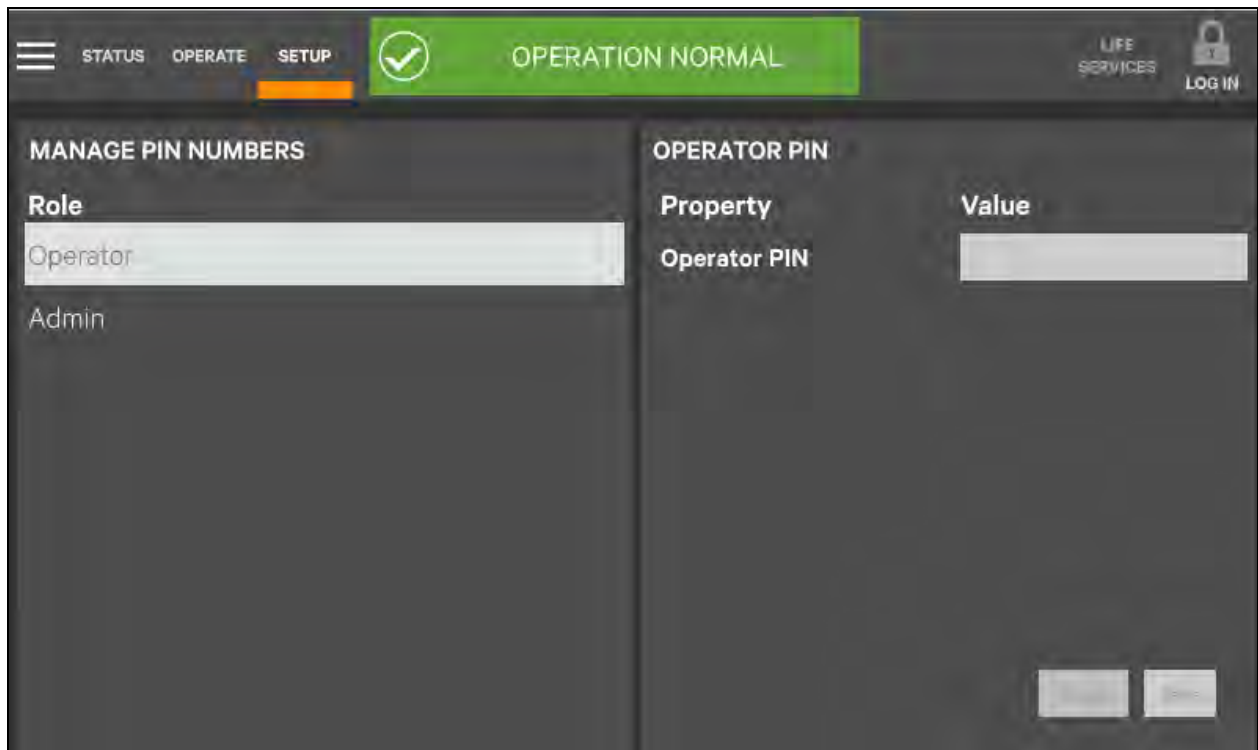 STATUS OPERATE SETUP OPERATION NORMAL LIFE SERVICES LOG IN
MANAGE PIN NUMBERS
Role
Operator
Admin
OPERATOR PIN
Property Value
Operator PIN